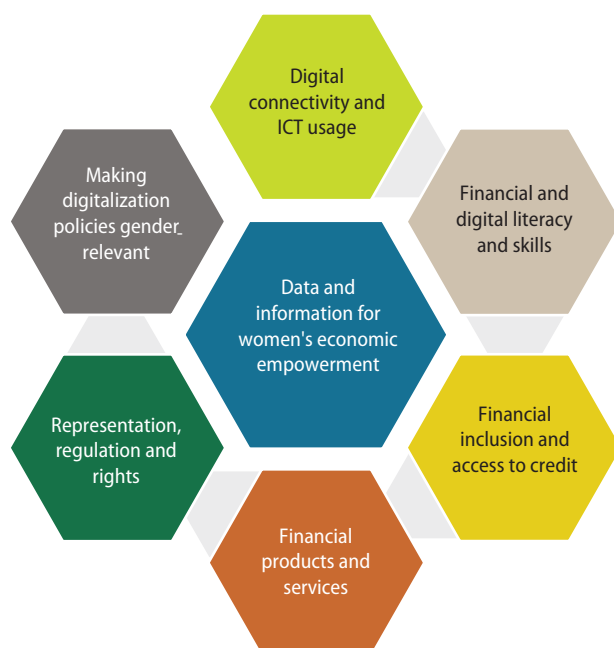 Digital
connectivity and
ICT usage
Financial and
digital literacy
and skills
Financial
inclusion and
access to credit
Financial
products and
services
Representation,
regulation and
rights
Making
digitalization
policies gender_
relevant
Data and
information for
women's economic
empowerment